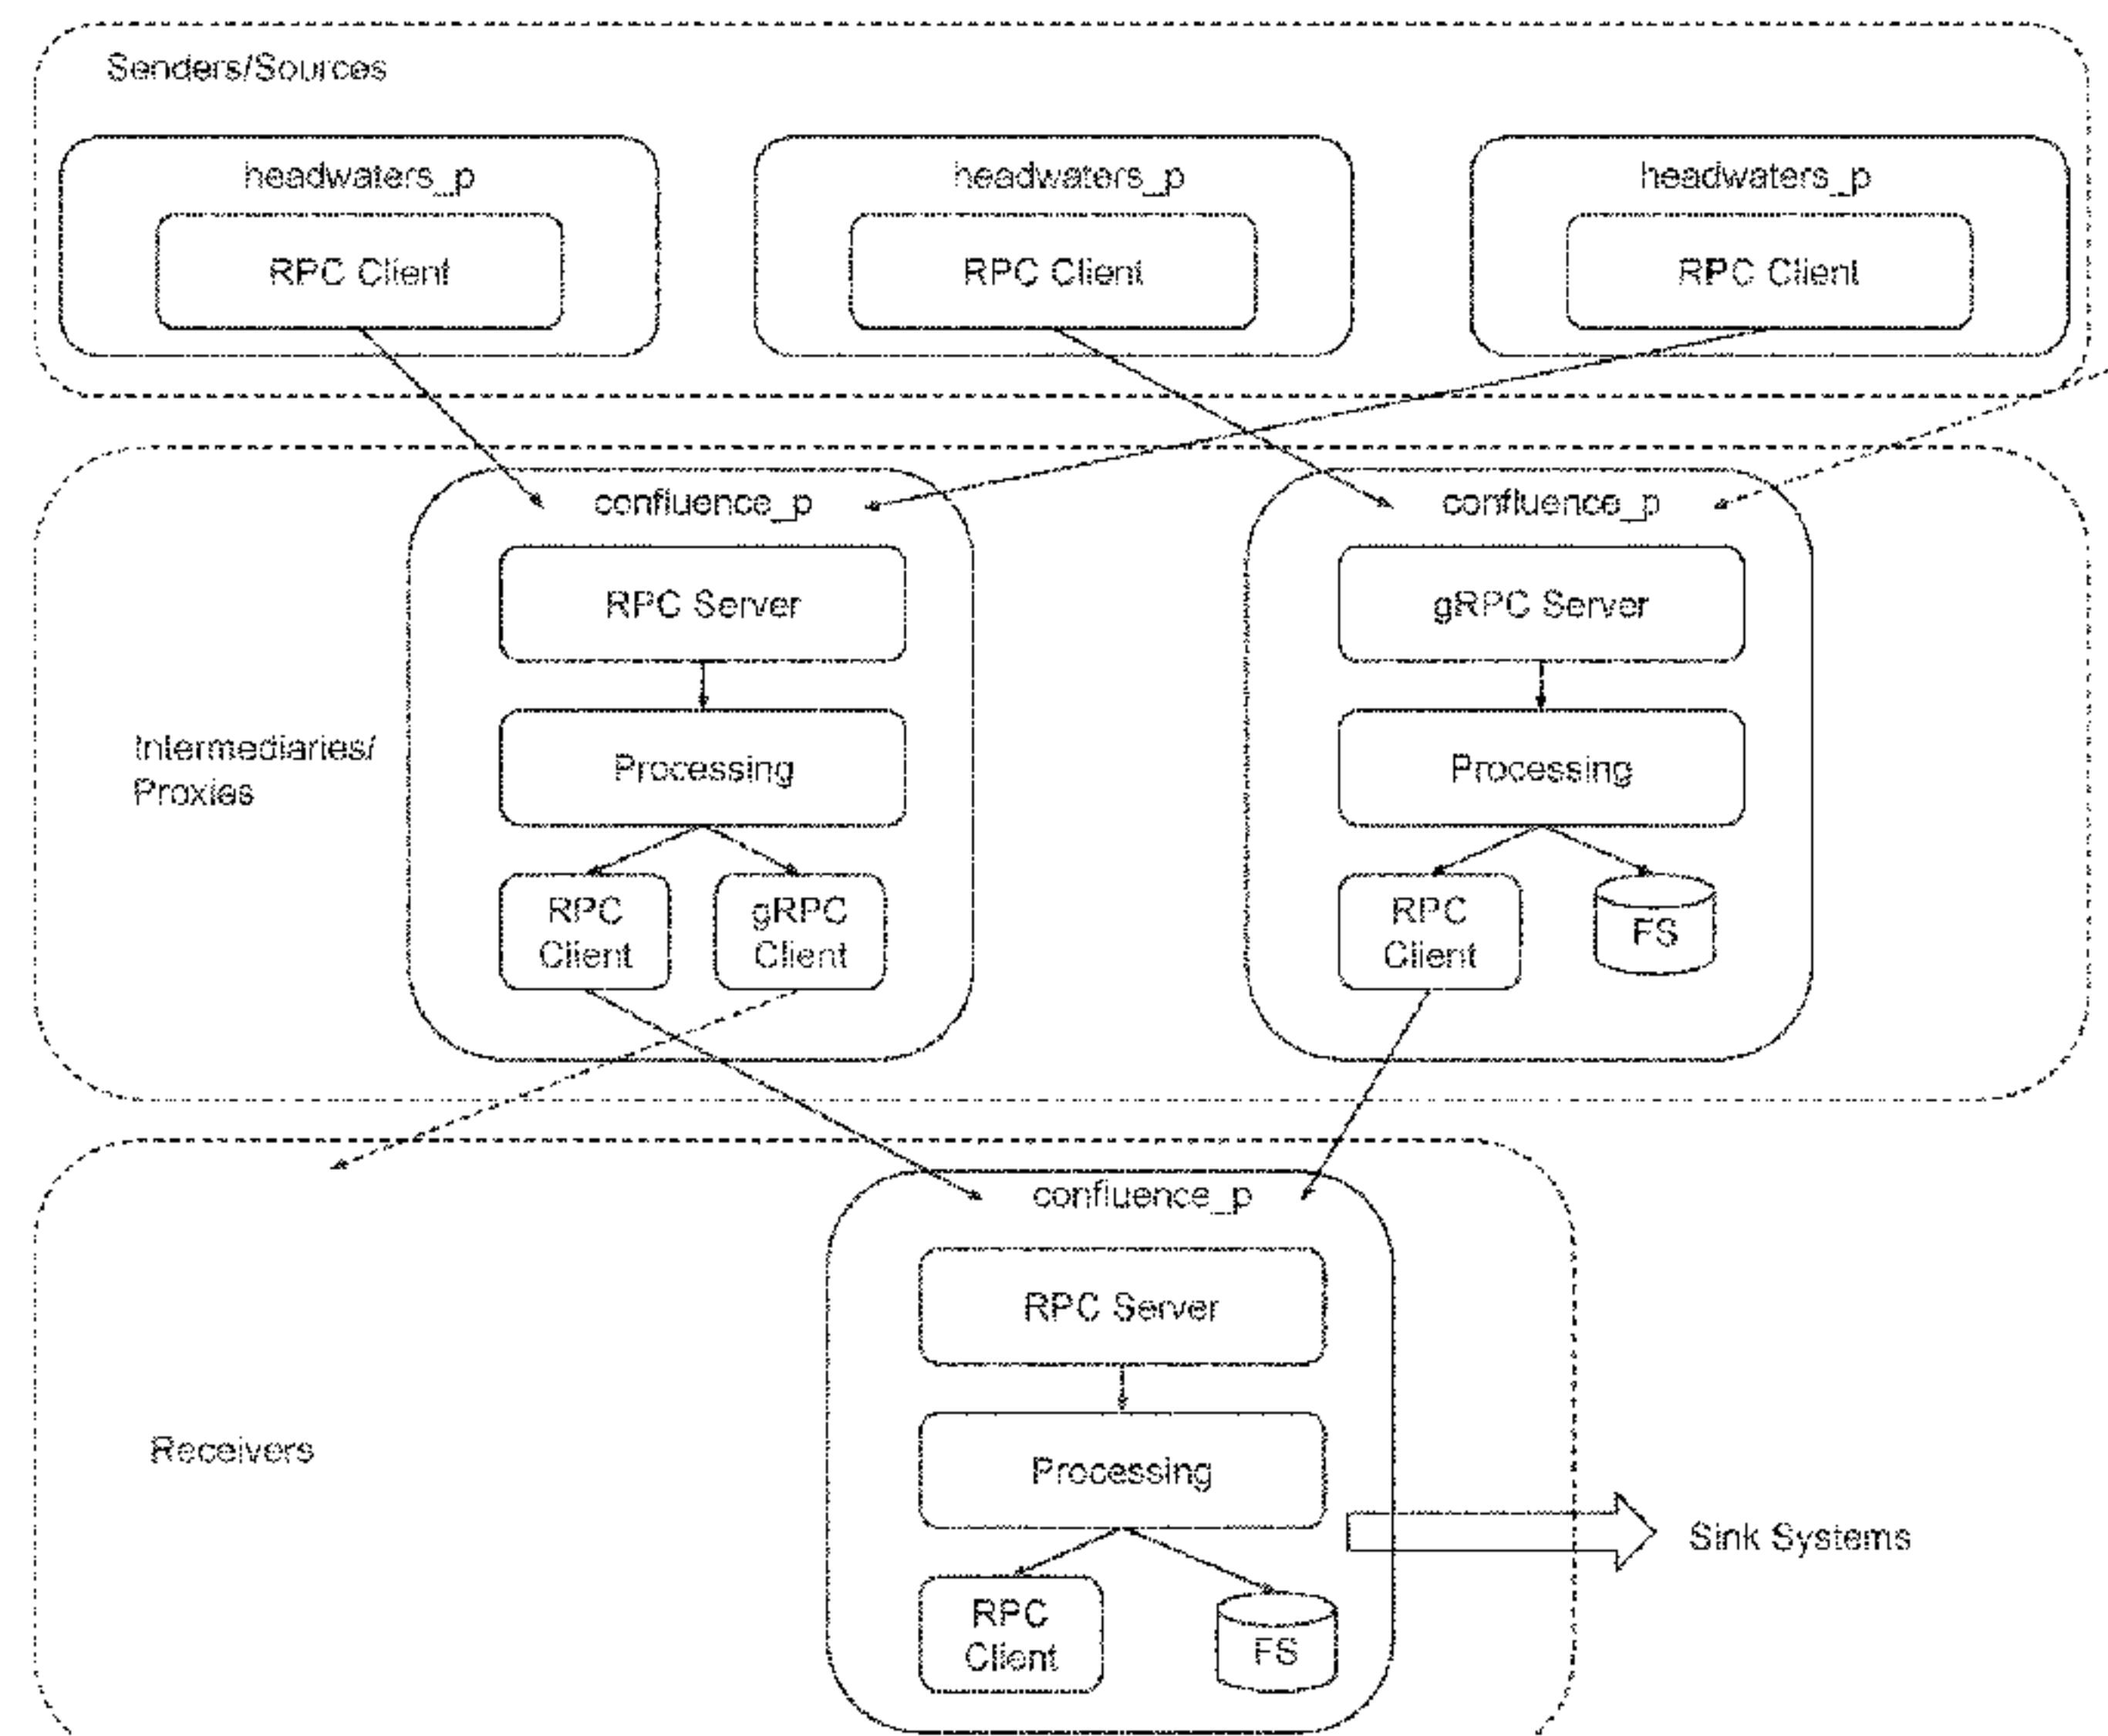 Senders/Sources
headwaters_p
headwaters_p
headwaters_p
RPC Client
RPC Client
RPC Client
confluence_p
confluence_p
RPC Server
gRPC Server
Intermediaries/
Proxies
Processing
Processing
RPC
Client
gRPC
Client
RPC
Client
FS
confluence_p
RPC Server
Receivers
Processing
Sink Systems
RPC
Client
FS